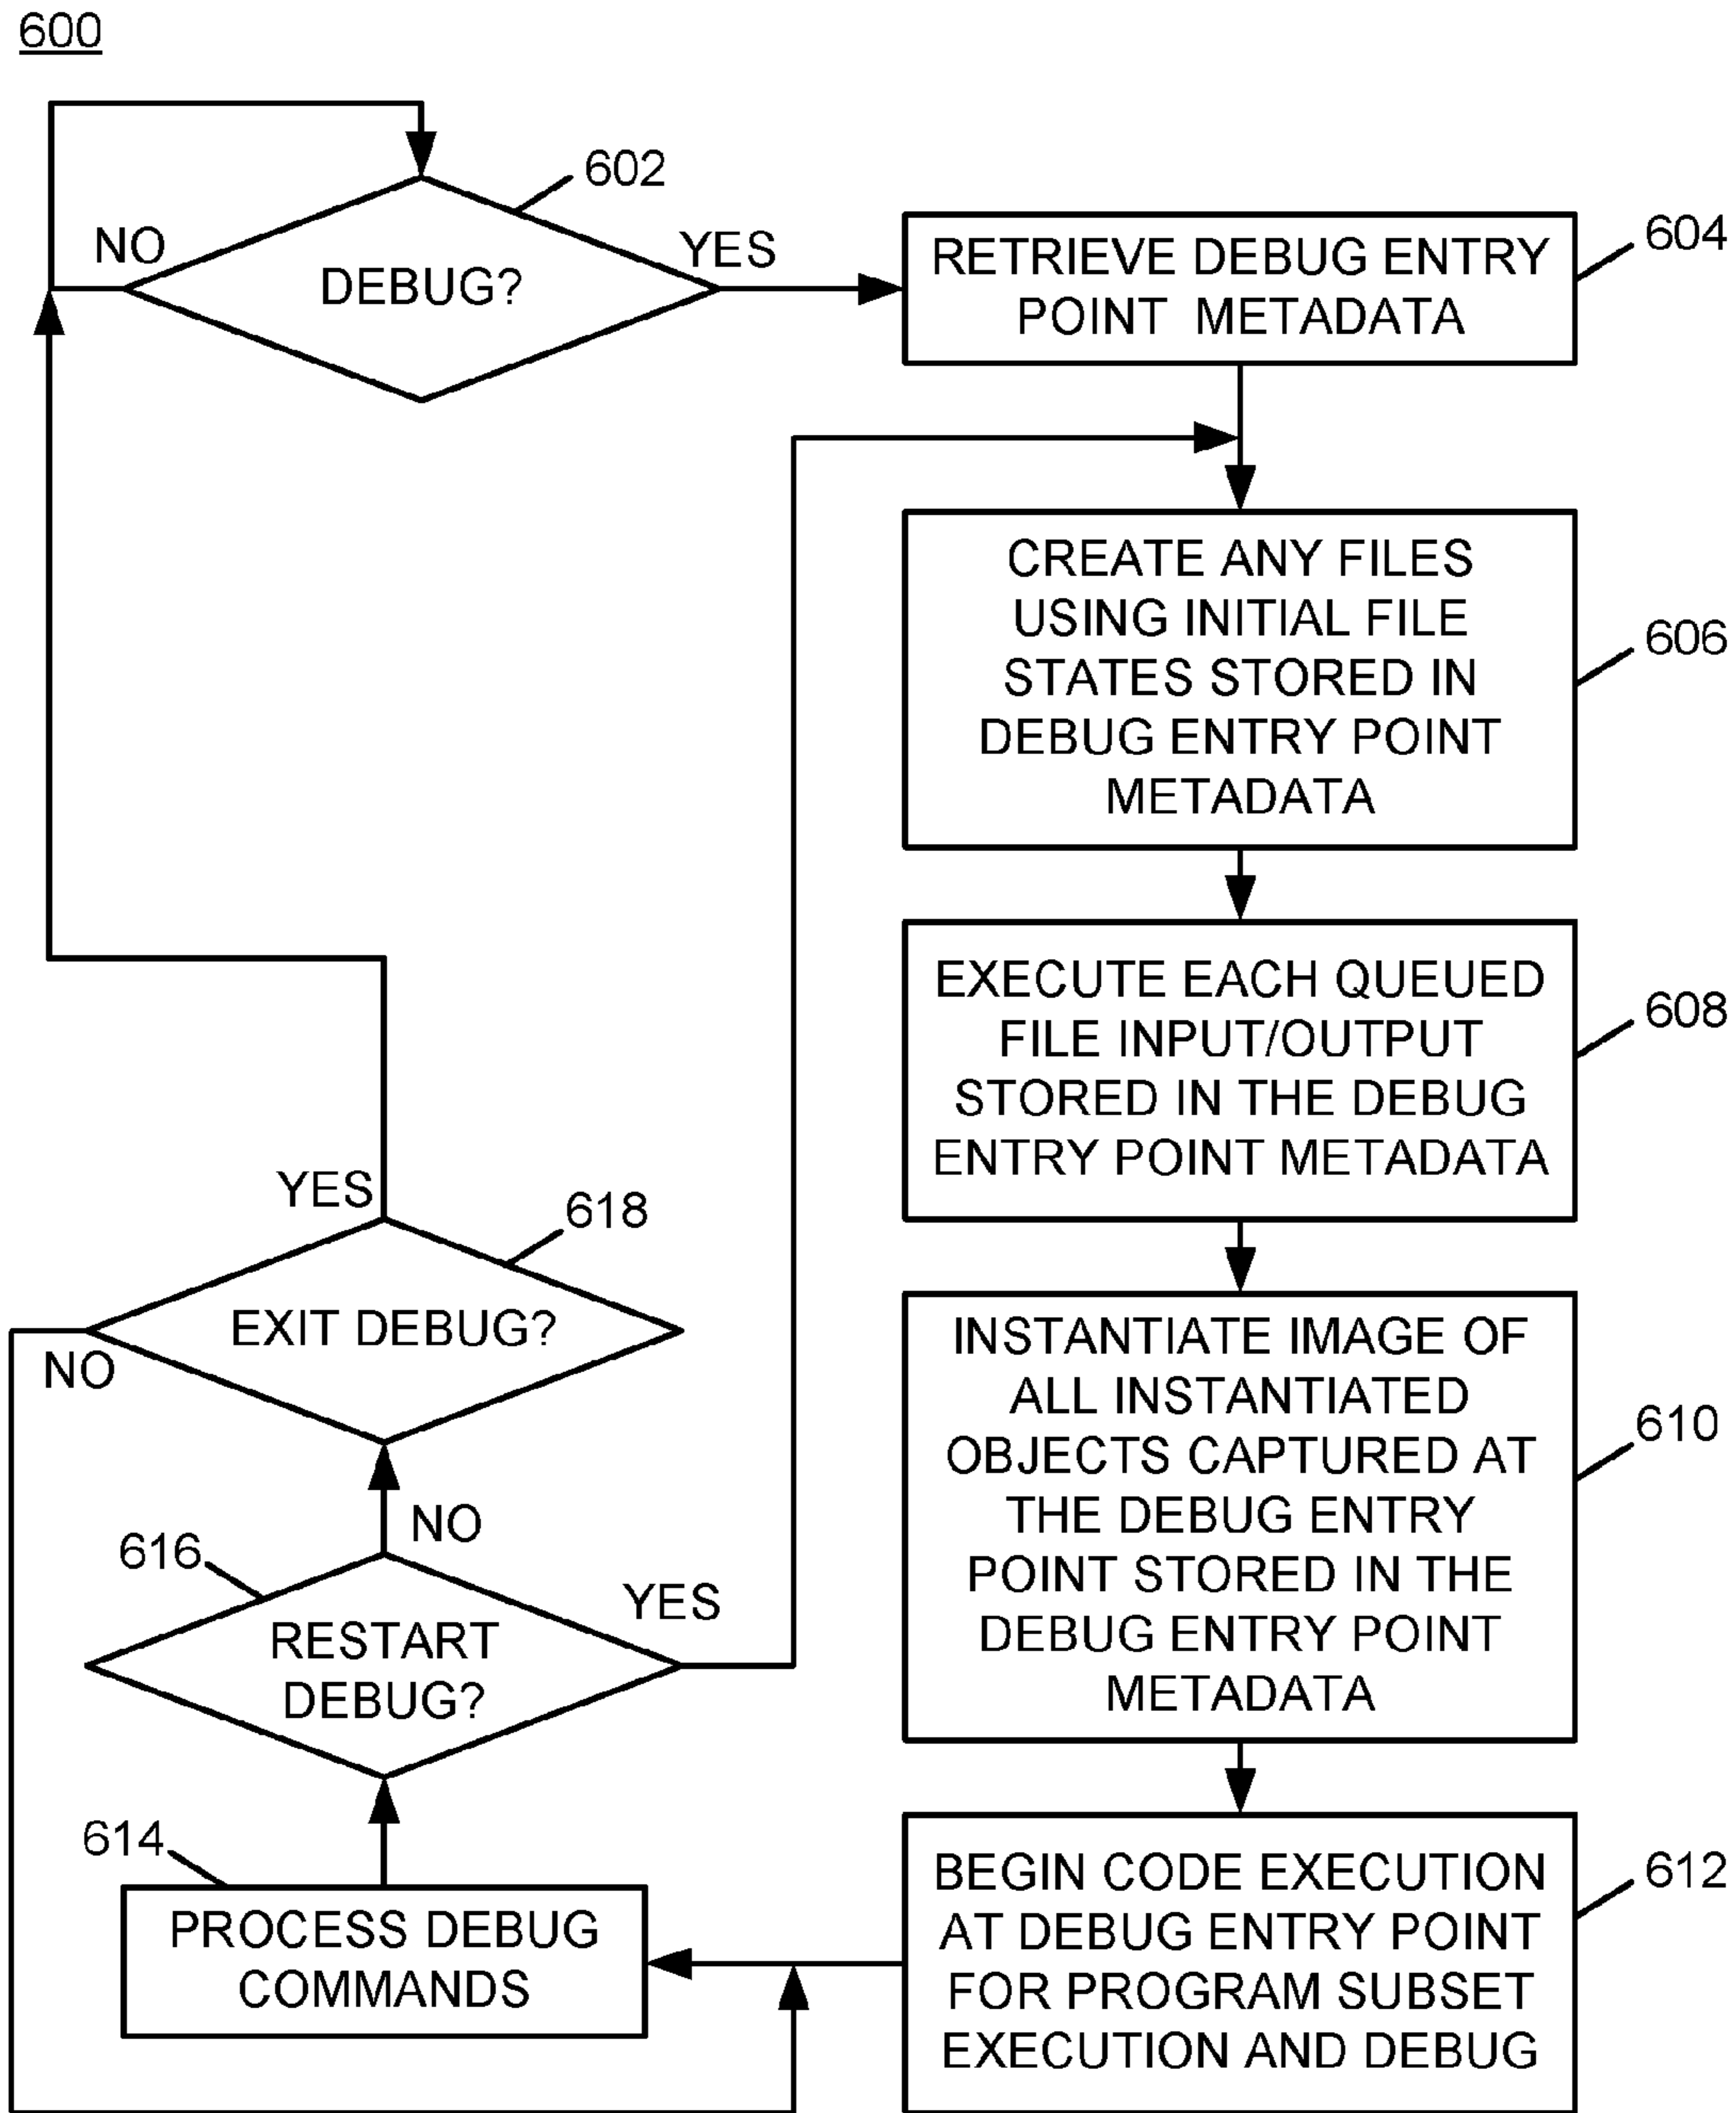 600
602
NO
YES
DEBUG?
604
RETRIEVE DEBUG ENTRY
POINT METADATA
606
CREATE ANY FILES
USING INITIAL FILE
STATES STORED IN
DEBUG ENTRY POINT
METADATA
608
EXECUTE EACH QUEUED
FILE INPUT/OUTPUT
STORED IN THE DEBUG
ENTRY POINT METADATA
610
INSTANTIATE IMAGE OF
ALL INSTANTIATED
OBJECTS CAPTURED AT
THE DEBUG ENTRY
POINT STORED IN THE
DEBUG ENTRY POINT
METADATA
612
BEGIN CODE EXECUTION
AT DEBUG ENTRY POINT
FOR PROGRAM SUBSET
EXECUTION AND DEBUG
614
PROCESS DEBUG
COMMANDS
616
NO
YES
RESTART
DEBUG?
618
YES
EXIT DEBUG?
NO